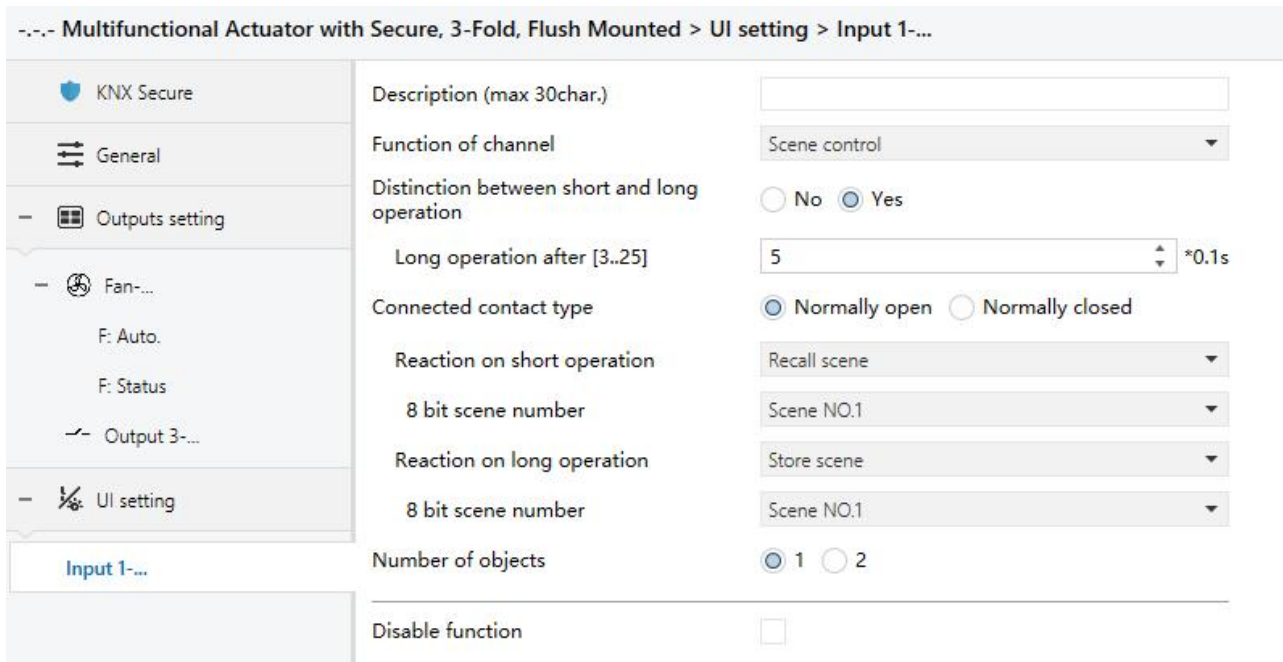 -.-.- Multifunctional Actuator with Secure, 3-Fold, Flush Mounted > UI setting > Input 1-...
KNX Secure
General
Outputs setting
Fan-...
F: Auto.
F: Status
Output 3-...
UI setting
Input 1-...
Description (max 30char.)
Function of channel Scene control
Distinction between short and long
operation No Yes
Long operation after [3..25] 5 *0.1s
Connected contact type Normally open Normally closed
Reaction on short operation Recall scene
8 bit scene number Scene NO.1
Reaction on long operation Store scene
8 bit scene number Scene NO.1
Number of objects 1 2
Disable function